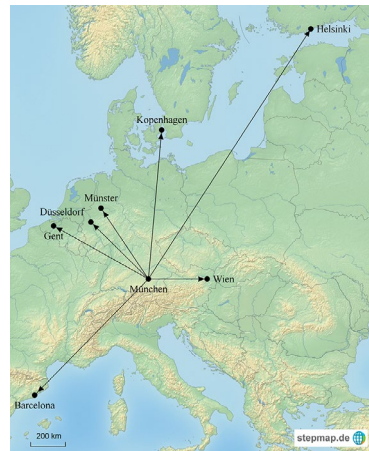 Helsinki
Kopenhagen
Münster
Düsseldorf
Gent
München
Wien
Barcelona
200 km
stepmap.de